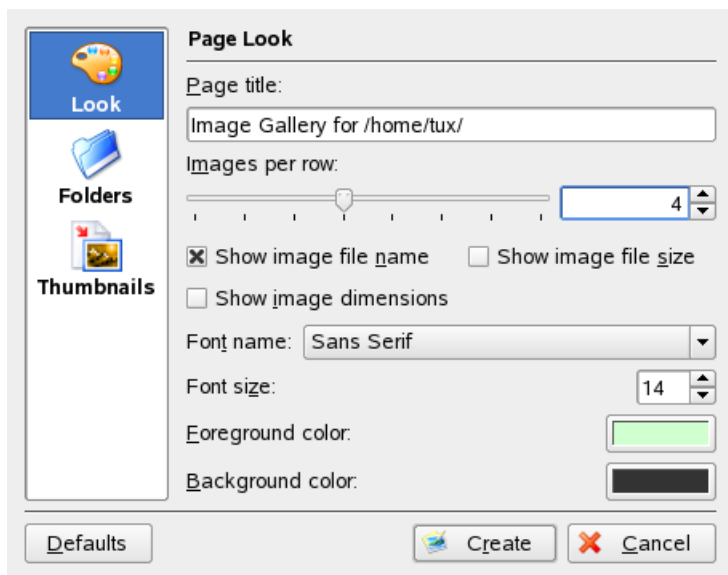 Look
Folders
Thumbnails
Page Look
Page title:
Image Gallery for /home/tux/
Images per row:
4
Show image file name
Show image file size
Show image dimensions
Font name: Sans Serif
Font size: 14
Foreground color:
Background color:
Defaults
Create
Cancel